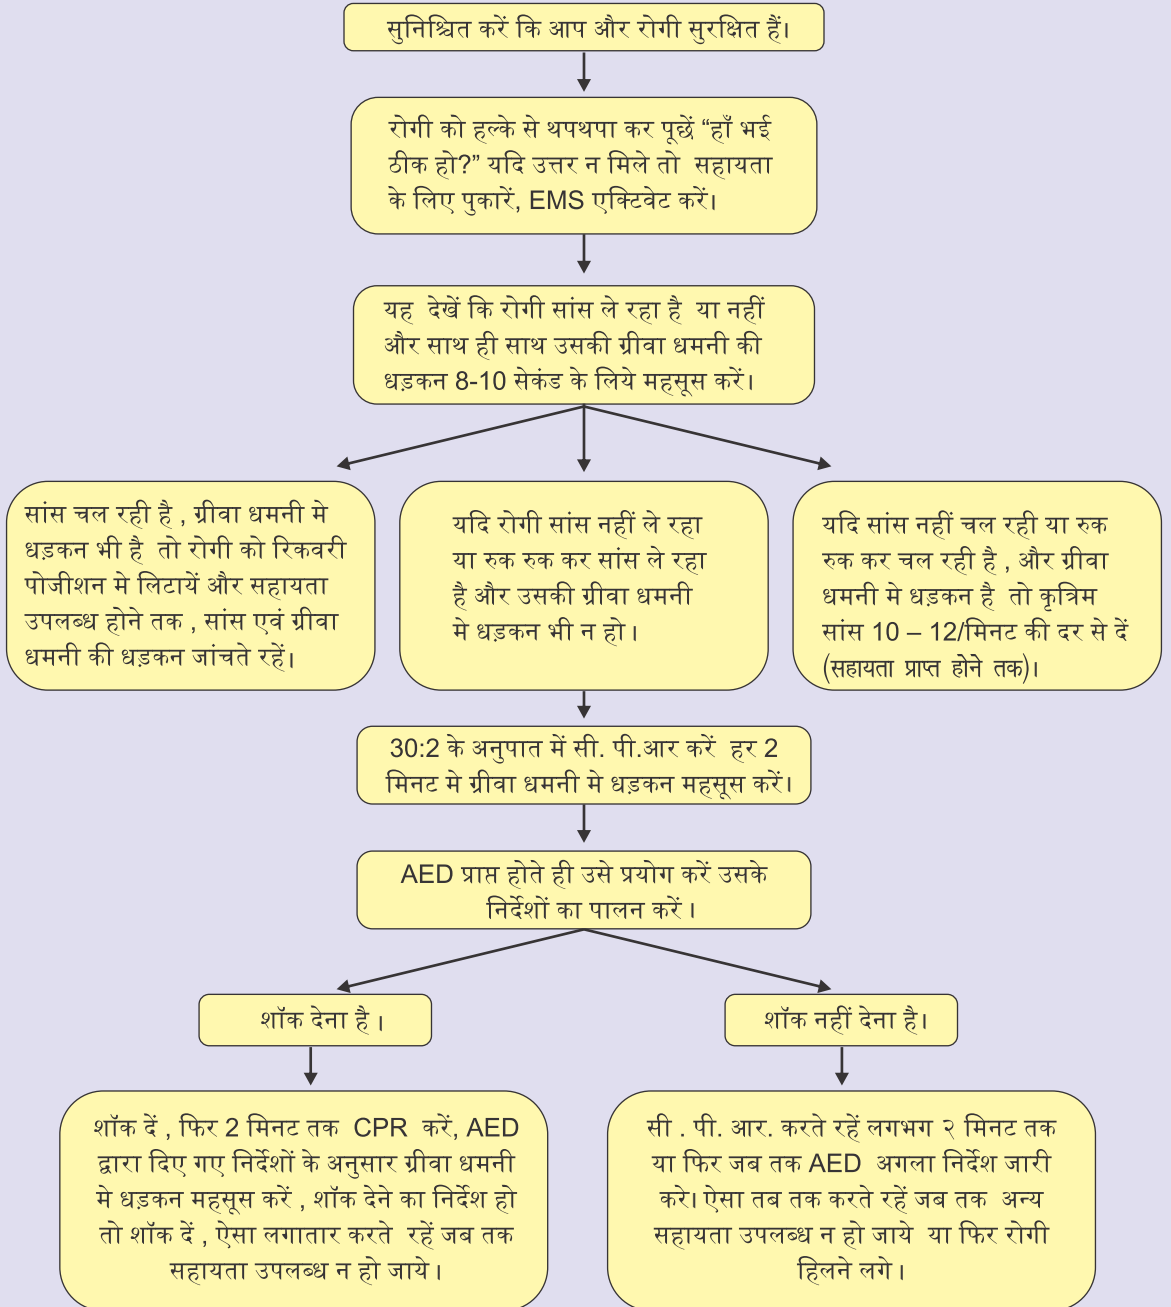 सुनिश्चित करें कि आप और रोगी सुरक्षित हैं।
रोगी को हल्के से थपथपा कर पूछें “हाँ भई
ठीक हो?” यदि उत्तर न मिले तो सहायता
के लिए पुकारें, EMS एक्टिवेट करें।
यह देखें कि रोगी सांस ले रहा है या नहीं
और साथ ही साथ उसकी ग्रीवा धमनी की
धड़कन 8-10 सेकंड के लिये महसूस करें।
सांस चल रही है , ग्रीवा धमनी मे
धड़कन भी है तो रोगी को रिकवरी
पोजीशन मे लिटायें और सहायता
उपलब्ध होने तक , सांस एवं ग्रीवा
धमनी की धड़कन जांचते रहें।
यदि रोगी सांस नहीं ले रहा
या रुक रुक कर सांस ले रहा
है और उसकी ग्रीवा धमनी
मे धड़कन भी न हो।
यदि सांस नहीं चल रही या रुक
रुक कर चल रही है , और ग्रीवा
धमनी मे धड़कन है तो कृत्रिम
सांस 10 – 12/मिनट की दर से दें
(सहायता प्राप्त होने तक)।
30:2 के अनुपात में सी. पी.आर करें हर 2
मिनट मे ग्रीवा धमनी मे धड़कन महसूस करें।
AED प्राप्त होते ही उसे प्रयोग करें उसके
निर्देशों का पालन करें।
शॉक देना है ।
शॉक नहीं देना है।
शॉक दें , फिर 2 मिनट तक CPR करें, AED
द्वारा दिए गए निर्देशों के अनुसार ग्रीवा धमनी
मे धड़कन महसूस करें , शॉक देने का निर्देश हो
तो शॉक दें , ऐसा लगातार करते रहें जब तक
सहायता उपलब्ध न हो जाये।
सी . पी. आर. करते रहें लगभग २ मिनट तक
या फिर जब तक AED अगला निर्देश जारी
करे। ऐसा तब तक करते रहें जब तक अन्य
सहायता उपलब्ध न हो जाये या फिर रोगी
हिलने लगे।